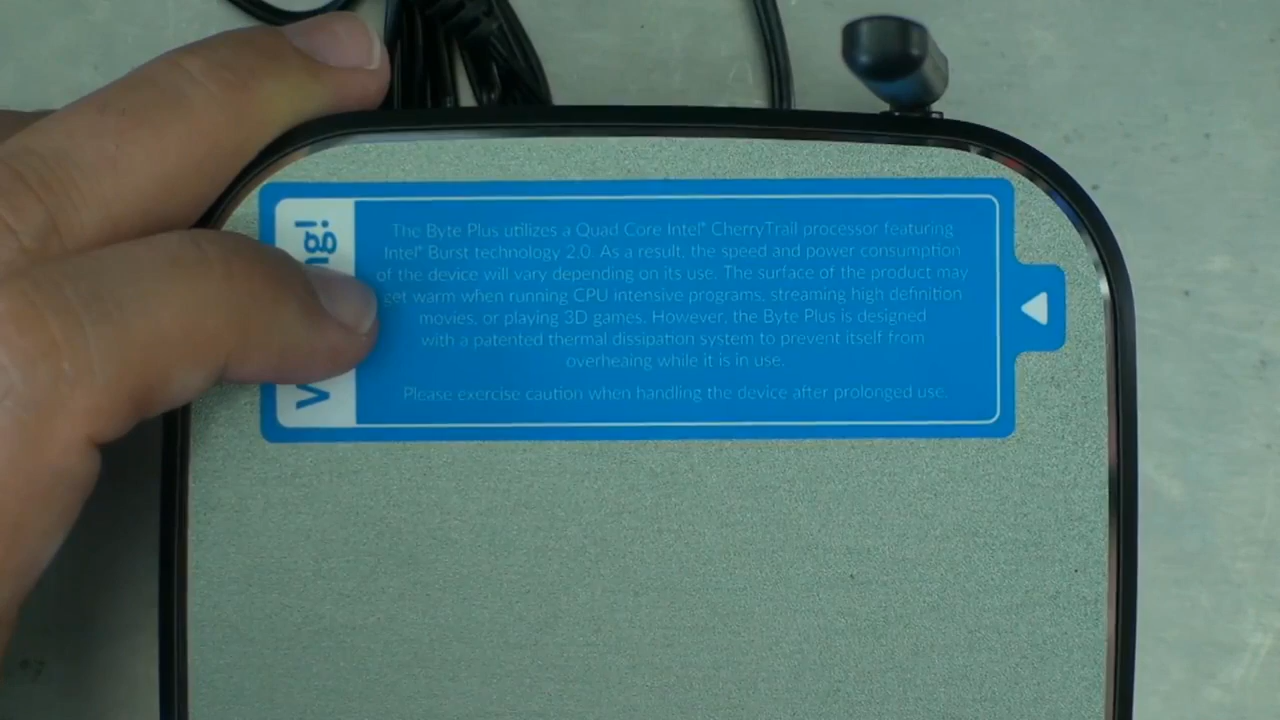 The Byte Plus utilizes a Quad Core Intel® CherryTrail processor featuring
Intel® Burst technology 2.0. As a result, the speed and power consumption
of the device will vary depending on its use. The surface of the product may
get warm when running CPU intensive programs, streaming high definition
movies, or playing 3D games. However, the Byte Plus is designed
with a patented thermal dissipation system to prevent itself from
overheaing while it is in use.
Please exercise caution when handling the device after prolonged use.